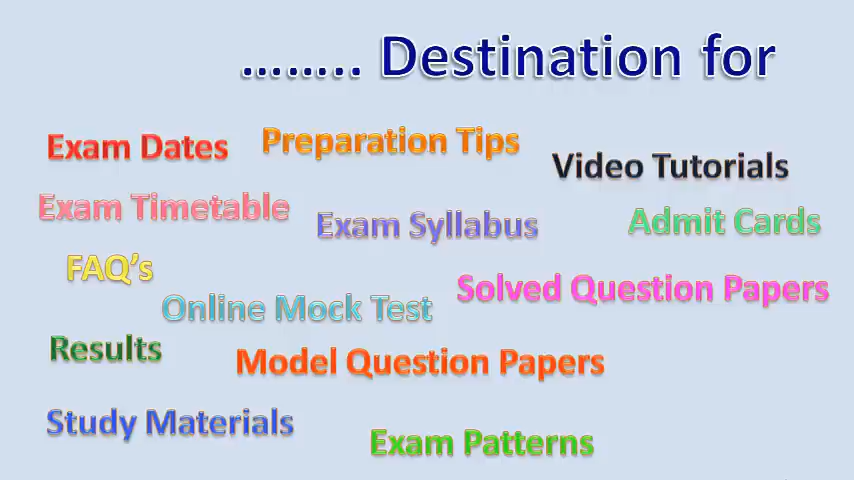 ........ Destination for
Exam Dates
Preparation Tips
Video Tutorials
Exam Timetable
Exam Syllabus
Admit Cards
FAQ's
Online Mock Test
Solved Question Papers
Results
Model Question Papers
Study Materials
Exam Patterns